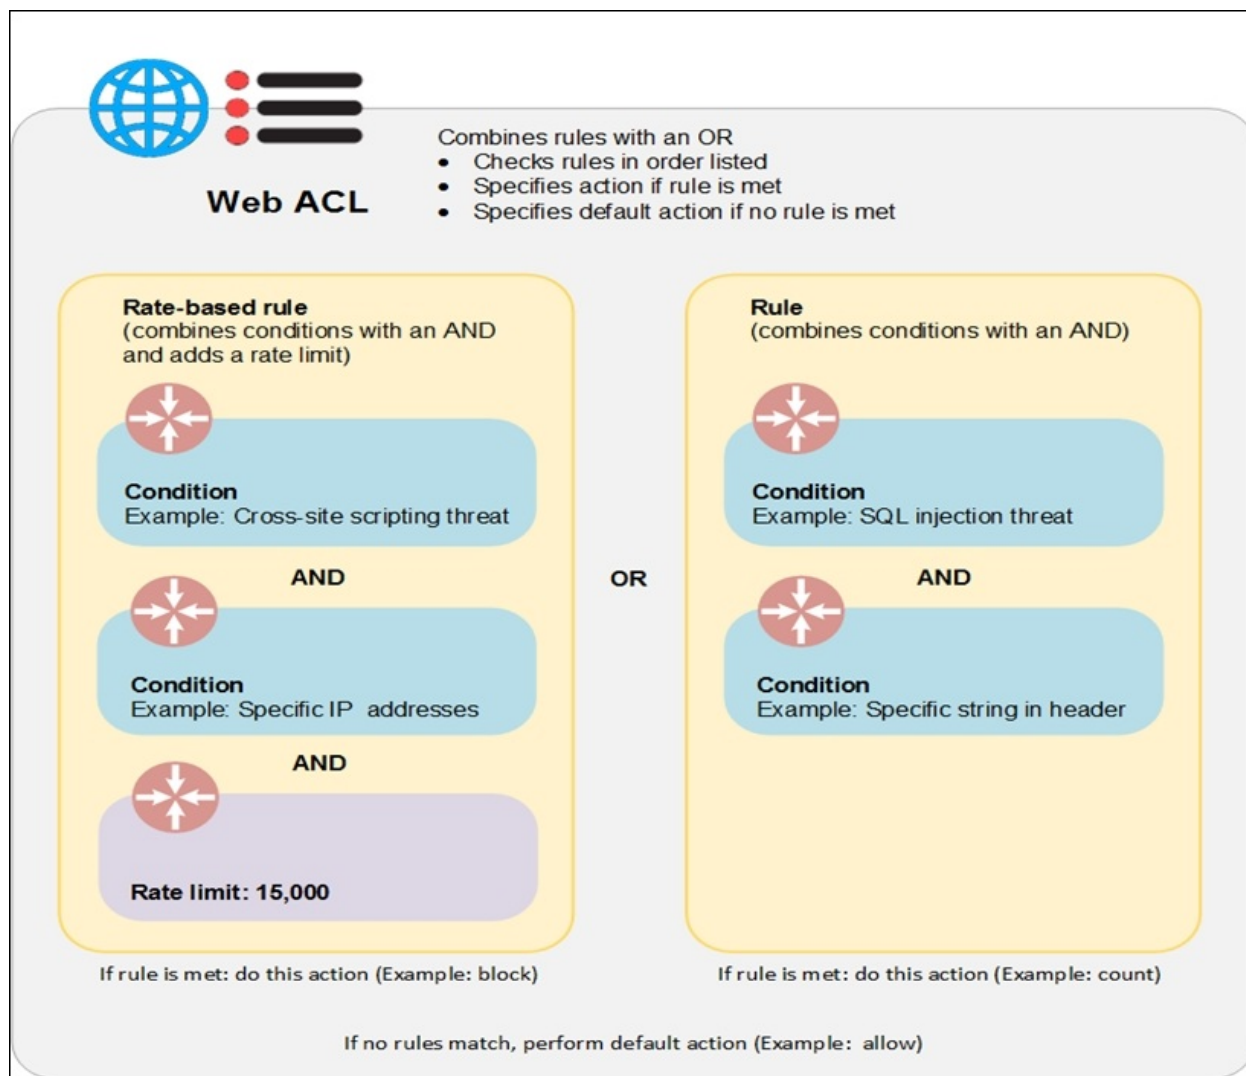 Web ACL
Combines rules with an OR
• Checks rules in order listed
• Specifies action if rule is met
• Specifies default action if no rule is met
Rate-based rule
(combines conditions with an AND
and adds a rate limit)
Condition
Example: Cross-site scripting threat
AND
Condition
Example: Specific IP addresses
AND
Rate limit: 15,000
If rule is met: do this action (Example: block)
OR
Rule
(combines conditions with an AND)
Condition
Example: SQL injection threat
AND
Condition
Example: Specific string in header
If rule is met: do this action (Example: count)
If no rules match, perform default action (Example: allow)